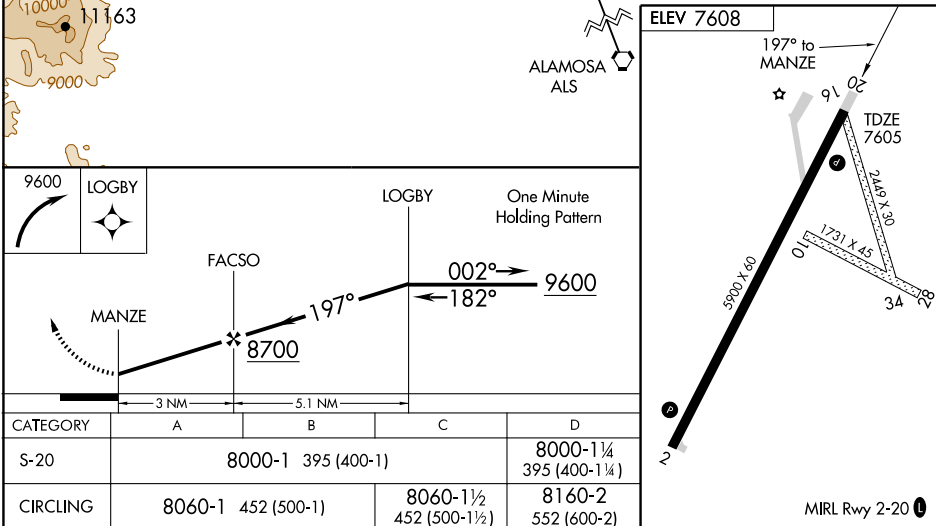 10000
11163
9000
ALAMOSA
ALS
9600
LOGBY
LOGBY
One Minute
Holding Pattern
FACSO
002°
182°
9600
197°
MANZE
8700
3 NM
5.1 NM
CATEGORY A B C D
S-20 8000-1 395 (400-1) 8000-1¼
395 (400-1¼)
CIRCLING 8060-1 452 (500-1) 8060-1½
452 (500-1½) 8160-2
552 (600-2)
ELEV 7608
197° to
MANZE
16
20
TDZE
7605
P
2449 X 30
1731 X 45
10
5900 X 60
34
28
P
2
MIRL Rwy 2-20 L